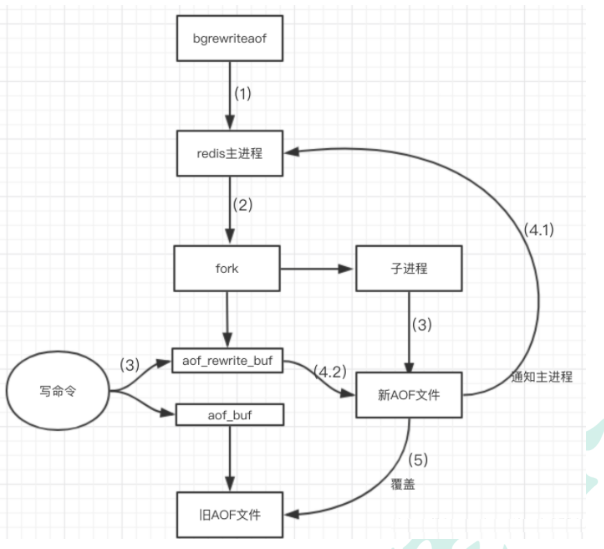 bgrewriteaof
(1)
redis主进程
(2)
(4.1)
fork
子进程
(3)
(3)
aof_rewrite_buf
(4.2)
通知主进程
写命令
新AOF文件
aof_buf
(5)
覆盖
旧AOF文件